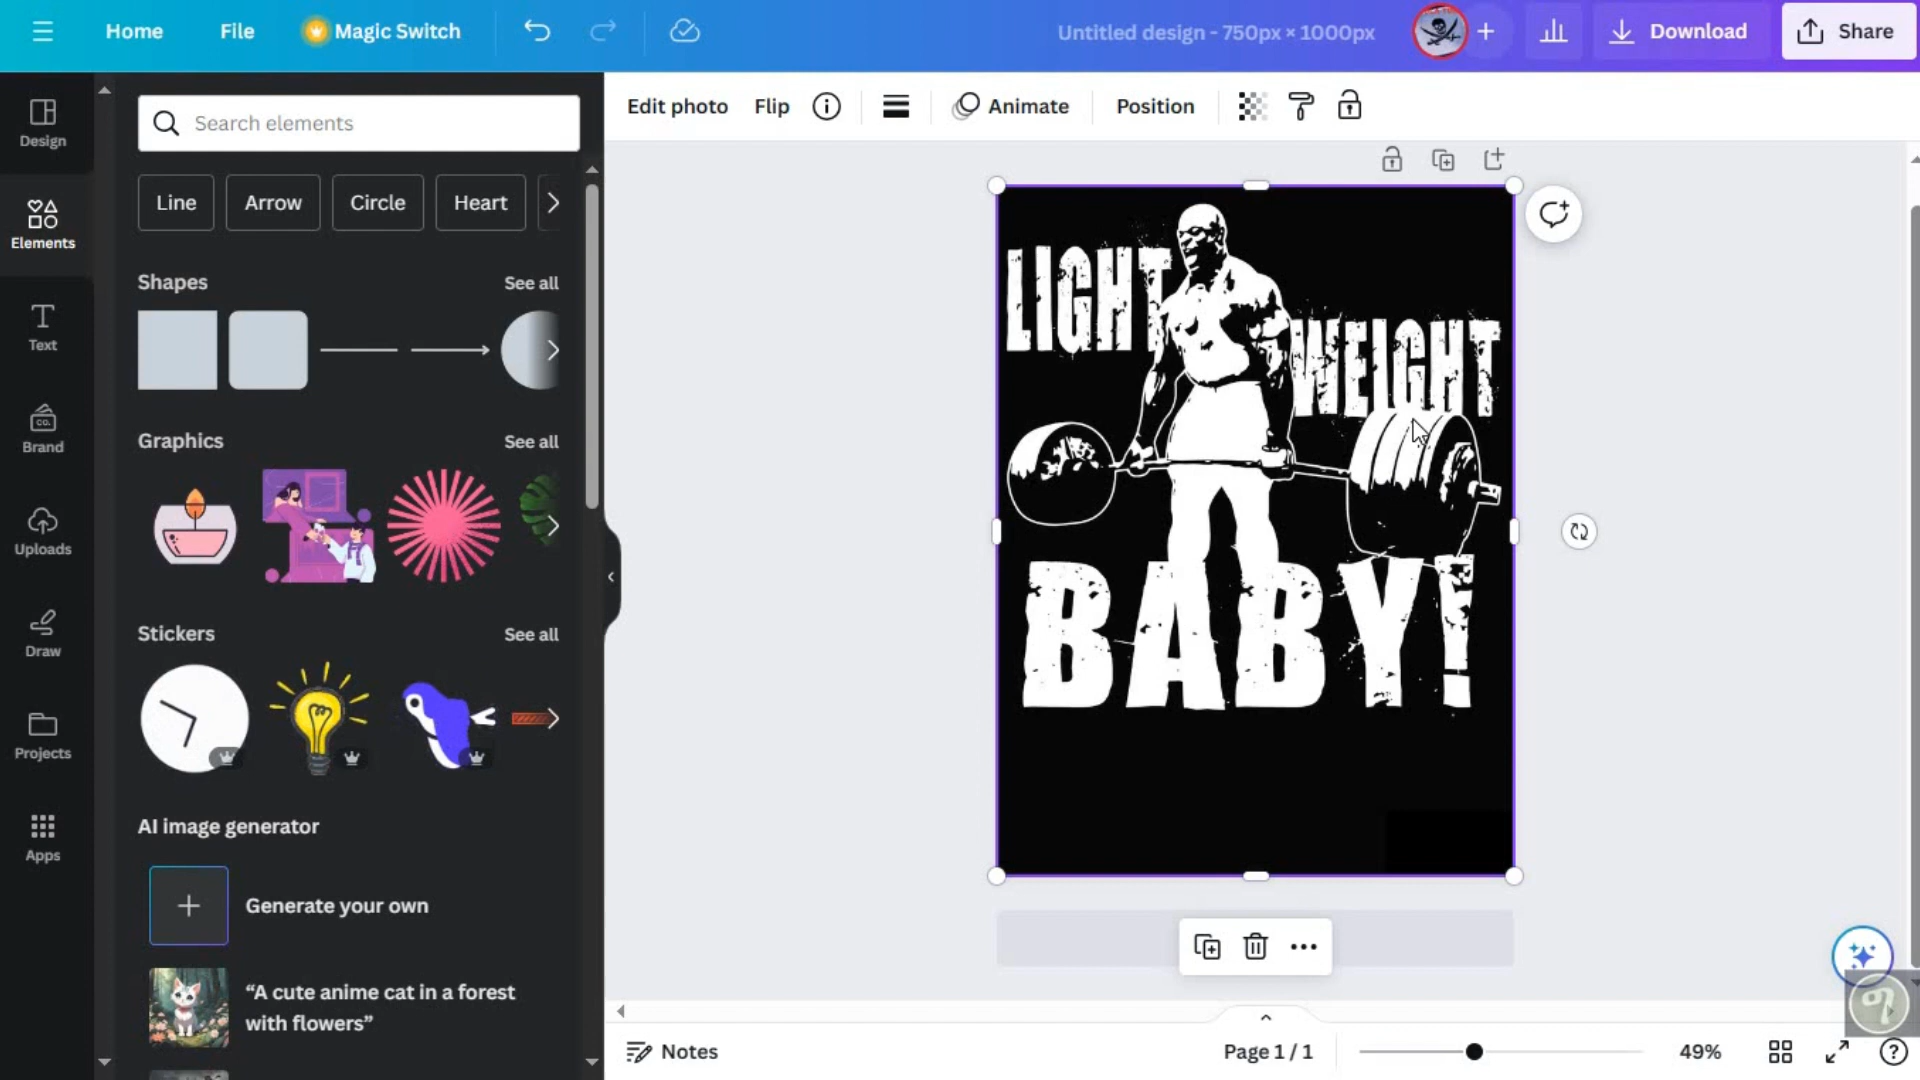 Home File Magic Switch Untitled design - 750px × 1000px Download Share
Design
Elements
Text
Brand
CO.
Uploads
Draw
Projects
Apps
Search elements
Line Arrow Circle Heart
Shapes See all
Graphics See all
Stickers See all
AI image generator
Generate your own
“A cute anime cat in a forest
with flowers”
Edit photo Flip Animate Position
LIGHT
WEIGHT
BABY!
Notes Page 1 / 1 49%